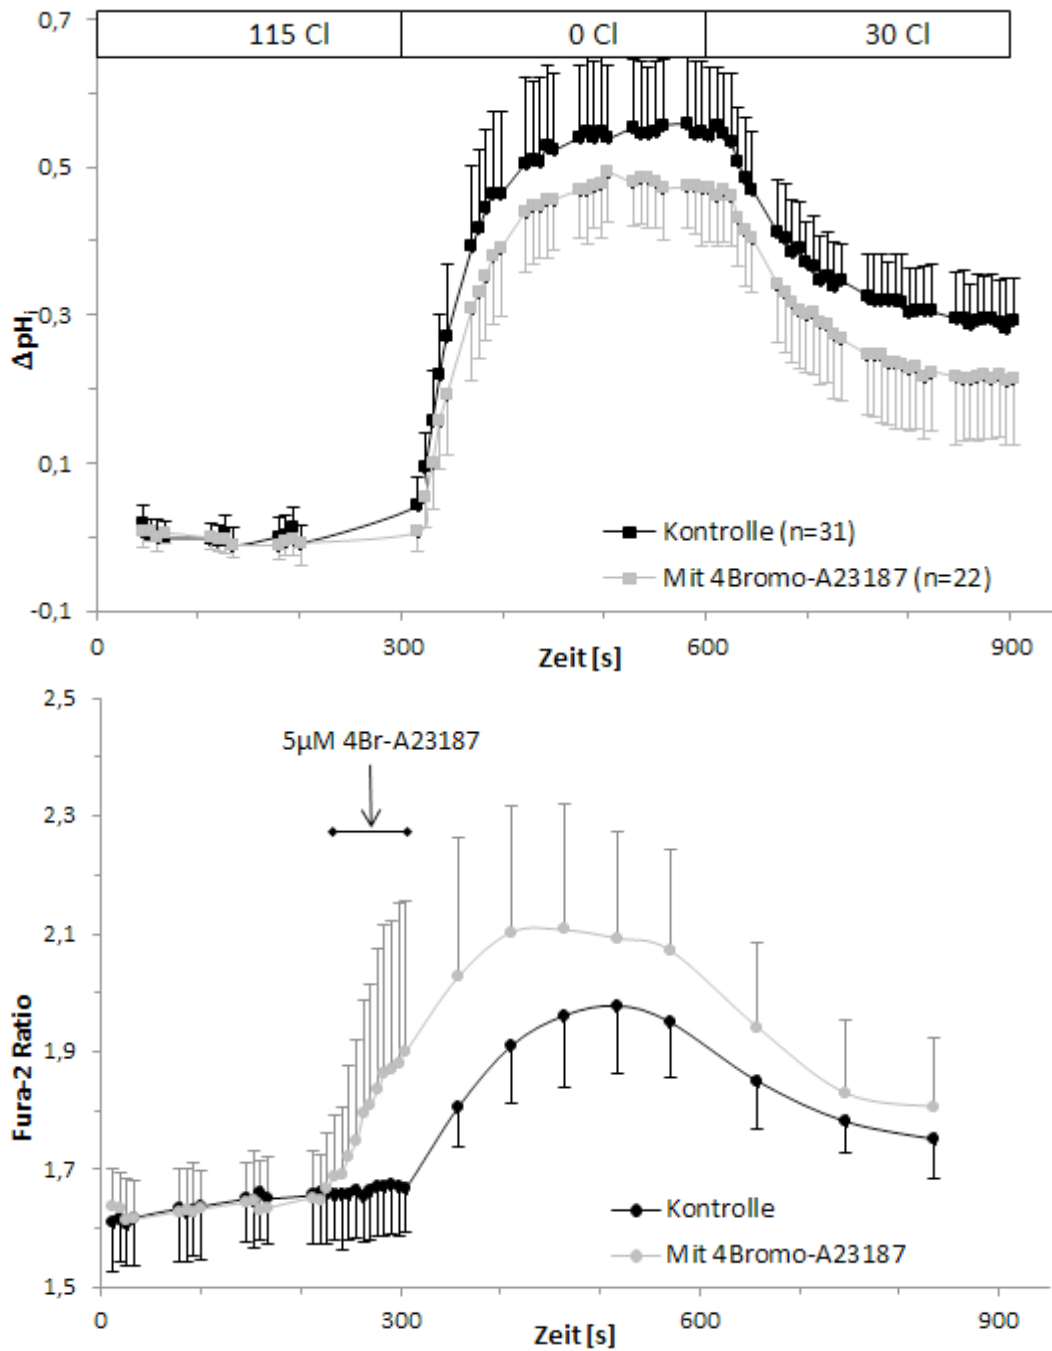 0,7
115 Cl 0 Cl 30 Cl
0,5
0,3
0,1
-0,1
ΔpHi
Kontrolle (n=31)
Mit 4Bromo-A23187 (n=22)
0 300 600 900
Zeit [s]
2,5
2,3
2,1
1,9
1,7
1,5
Fura-2 Ratio
5µM 4Br-A23187
Kontrolle
Mit 4Bromo-A23187
0 300 600 900
Zeit [s]